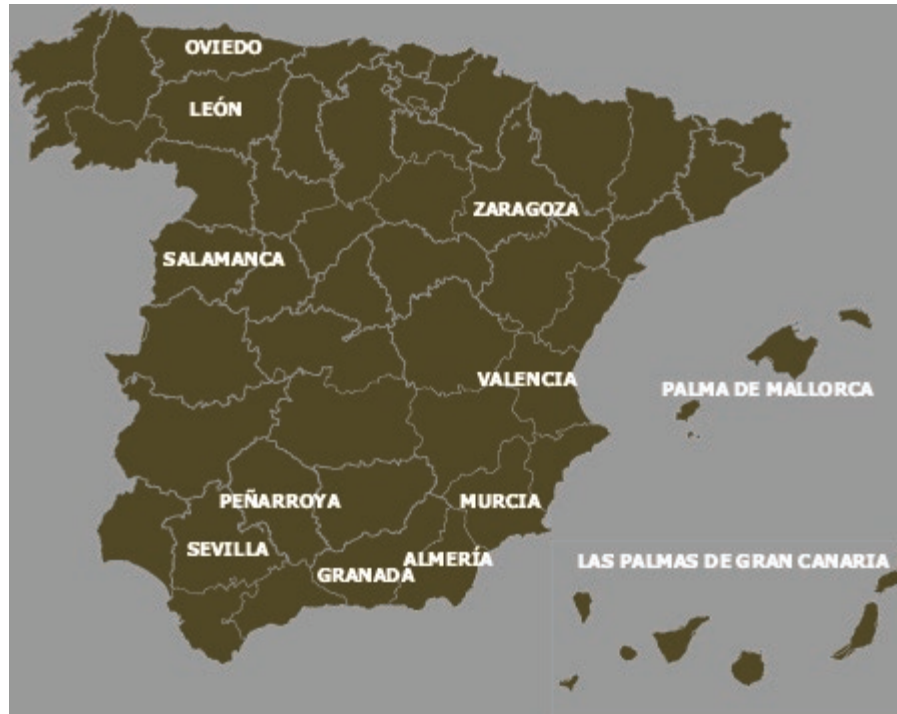 OVIEDO
LEÓN
ZARAGOZA
SALAMANCA
VALENCIA
PALMA DE MALLORCA
PEÑARROYA
MURCIA
SEVILLA
ALMERÍA
GRANADA
LAS PALMAS DE GRAN CANARIA